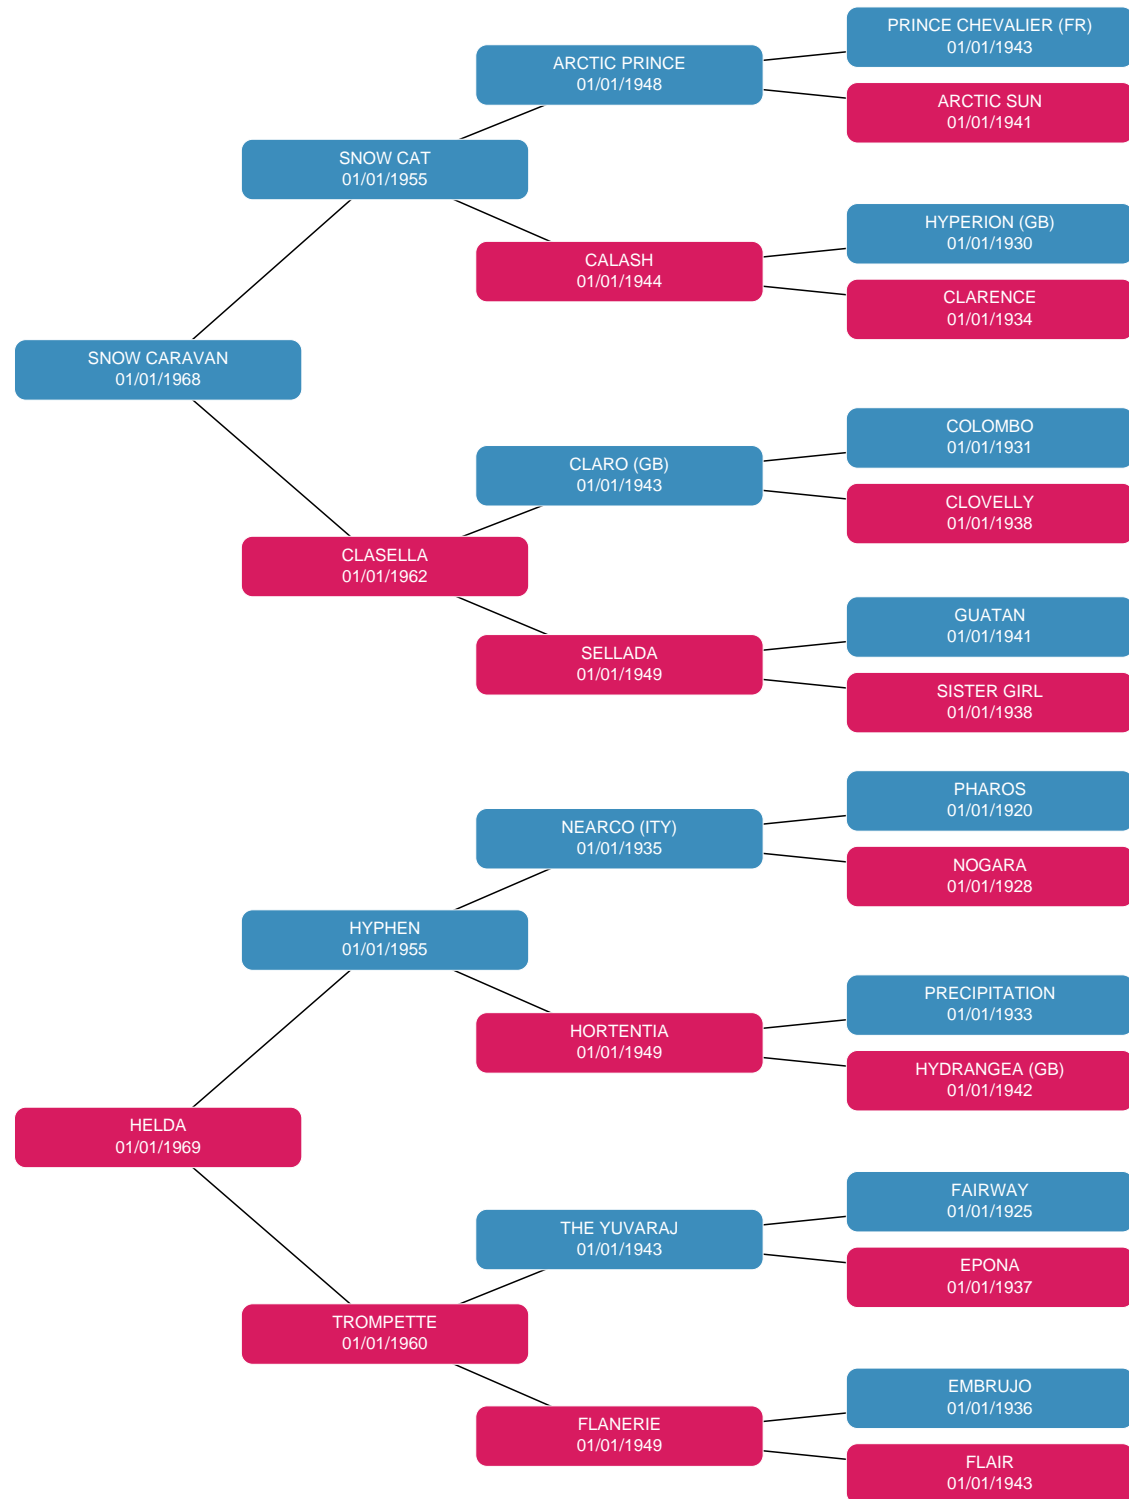 PRINCE CHEVALIER (FR)
01/01/1943
ARCTIC PRINCE
01/01/1948
ARCTIC SUN
01/01/1941
SNOW CAT
01/01/1955
HYPERION (GB)
01/01/1930
CALASH
01/01/1944
CLARENCE
01/01/1934
SNOW CARAVAN
01/01/1968
COLOMBO
01/01/1931
CLARO (GB)
01/01/1943
CLOVELLY
01/01/1938
CLASELLA
01/01/1962
GUATAN
01/01/1941
SELLADA
01/01/1949
SISTER GIRL
01/01/1938
PHAROS
01/01/1920
NEARCO (ITY)
01/01/1935
NOGARA
01/01/1928
HYPHEN
01/01/1955
PRECIPITATION
01/01/1933
HORTENTIA
01/01/1949
HYDRANGEA (GB)
01/01/1942
HELDA
01/01/1969
FAIRWAY
01/01/1925
THE YUVARAJ
01/01/1943
EPONA
01/01/1937
TROMPETTE
01/01/1960
EMBRUJO
01/01/1936
FLANERIE
01/01/1949
FLAIR
01/01/1943